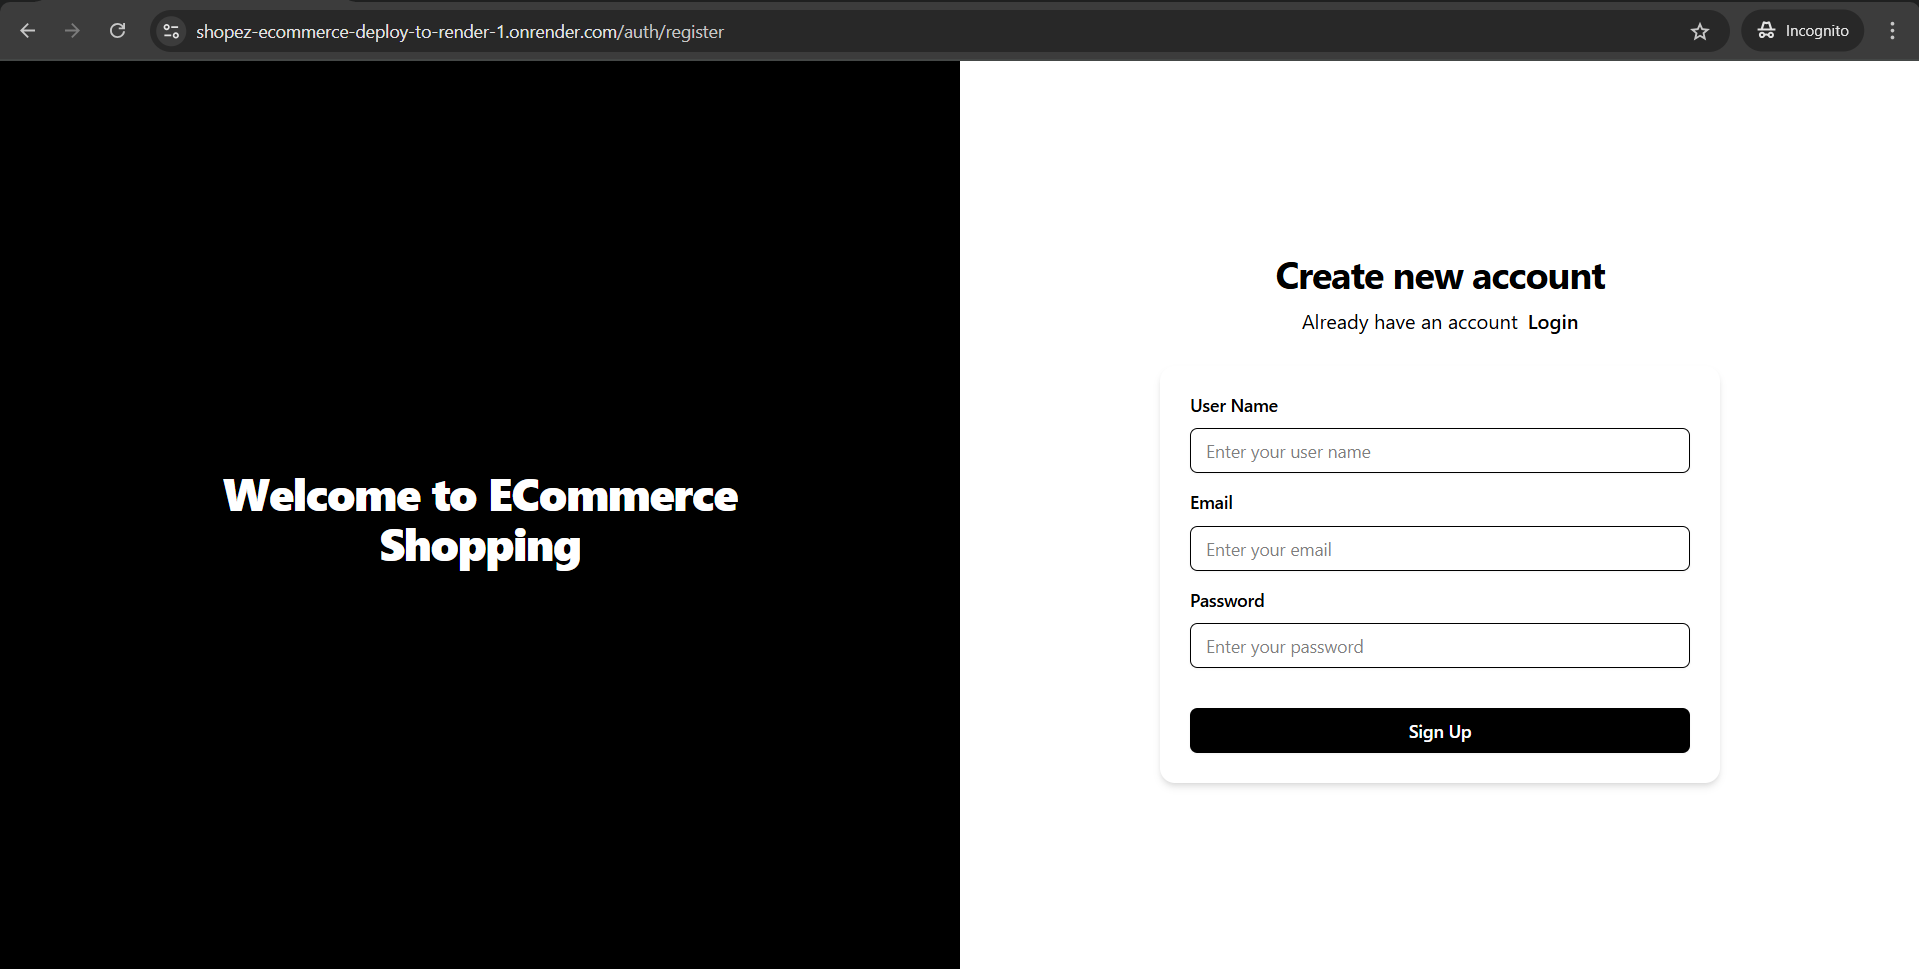 shopez-ecommerce-deploy-to-render-1.onrender.com/auth/register
Incognito
Welcome to ECommerce
Shopping
Create new account
Already have an account Login
User Name
Enter your user name
Email
Enter your email
Password
Enter your password
Sign Up